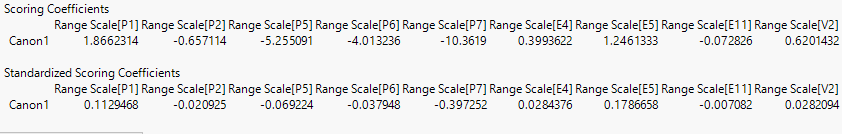 Scoring Coefficients
Range Scale[P1] Range Scale[P2] Range Scale[P5] Range Scale[P6] Range Scale[P7] Range Scale[E4] Range Scale[E5] Range Scale[E11] Range Scale[V2]
Canon1 1.8662314 -0.657114 -5.255091 -4.013236 -10.3619 0.3993622 1.2461333 -0.072826 0.6201432
Standardized Scoring Coefficients
Range Scale[P1] Range Scale[P2] Range Scale[P5] Range Scale[P6] Range Scale[P7] Range Scale[E4] Range Scale[E5] Range Scale[E11] Range Scale[V2]
Canon1 0.1129468 -0.020925 -0.069224 -0.037948 -0.397252 0.0284376 0.1786658 -0.007082 0.0282094